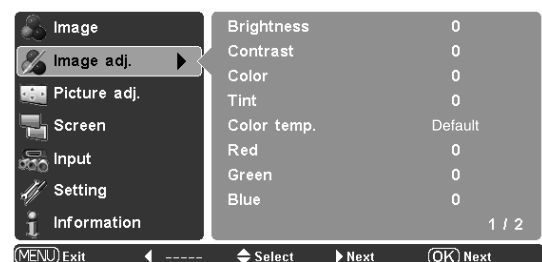 Image
Image adj.
Picture adj.
Screen
Input
Setting
Information
Brightness 0
Contrast 0
Color 0
Tint 0
Color temp. Default
Red 0
Green 0
Blue 0
1 / 2
MENU Exit ----- Select Next OK Next